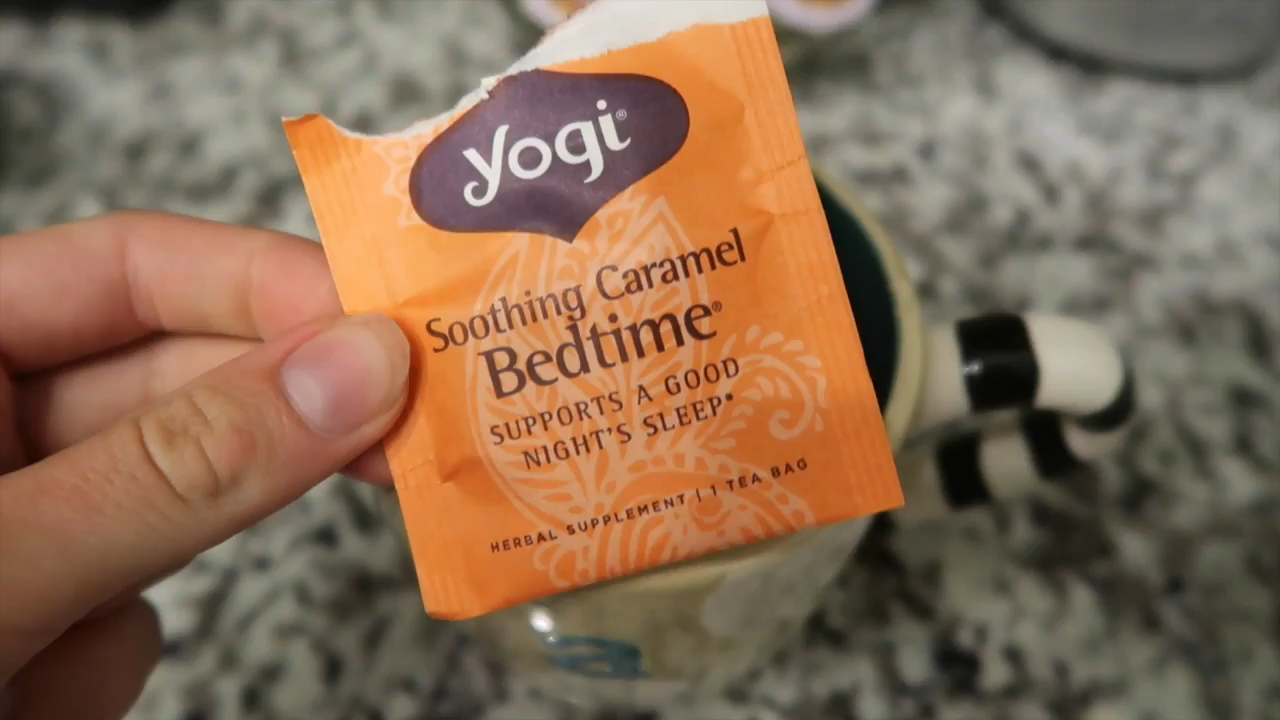 yogi®
Soothing Caramel
Bedtime®
SUPPORTS A GOOD
NIGHT'S SLEEP*
HERBAL SUPPLEMENT | 1 TEA BAG